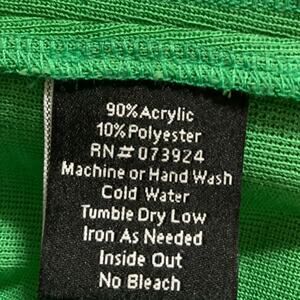 90% Acrylic
10% Polyester
RN#073924
Machine or Hand Wash
Cold Water
Tumble Dry Low
Iron As Needed
Inside Out
No Bleach